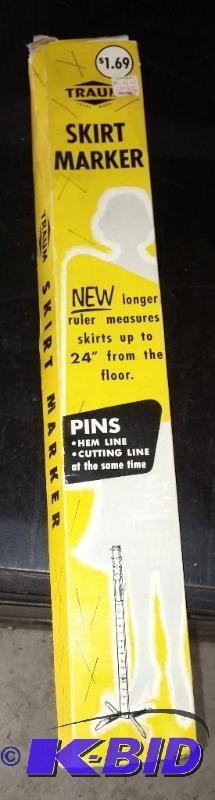 $1.69
TRAUM
SKIRT
MARKER
NEW longer
ruler measures
skirts up to
24" from the
floor.
PINS
•HEM LINE
•CUTTING LINE
at the same time
TRAUM SKIRT MARKER
© K-BID